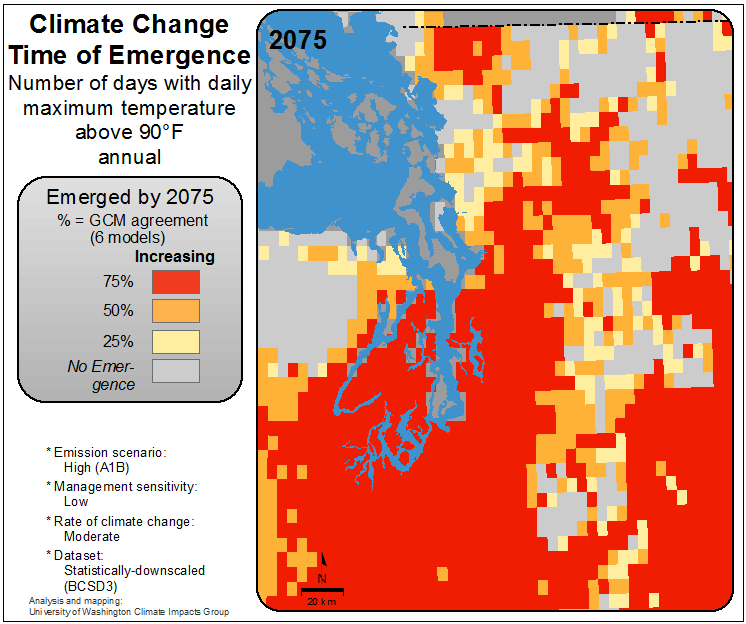 Climate Change
Time of Emergence
Number of days with daily
maximum temperature
above 90°F
annual
Emerged by 2075
% = GCM agreement
(6 models)
Increasing
75%
50%
25%
No Emer-
gence
* Emission scenario:
High (A1B)
* Management sensitivity:
Low
* Rate of climate change:
Moderate
* Dataset:
Statistically-downscaled
(BCSD3)
Analysis and mapping:
University of Washington Climate Impacts Group
2075
N
20 km